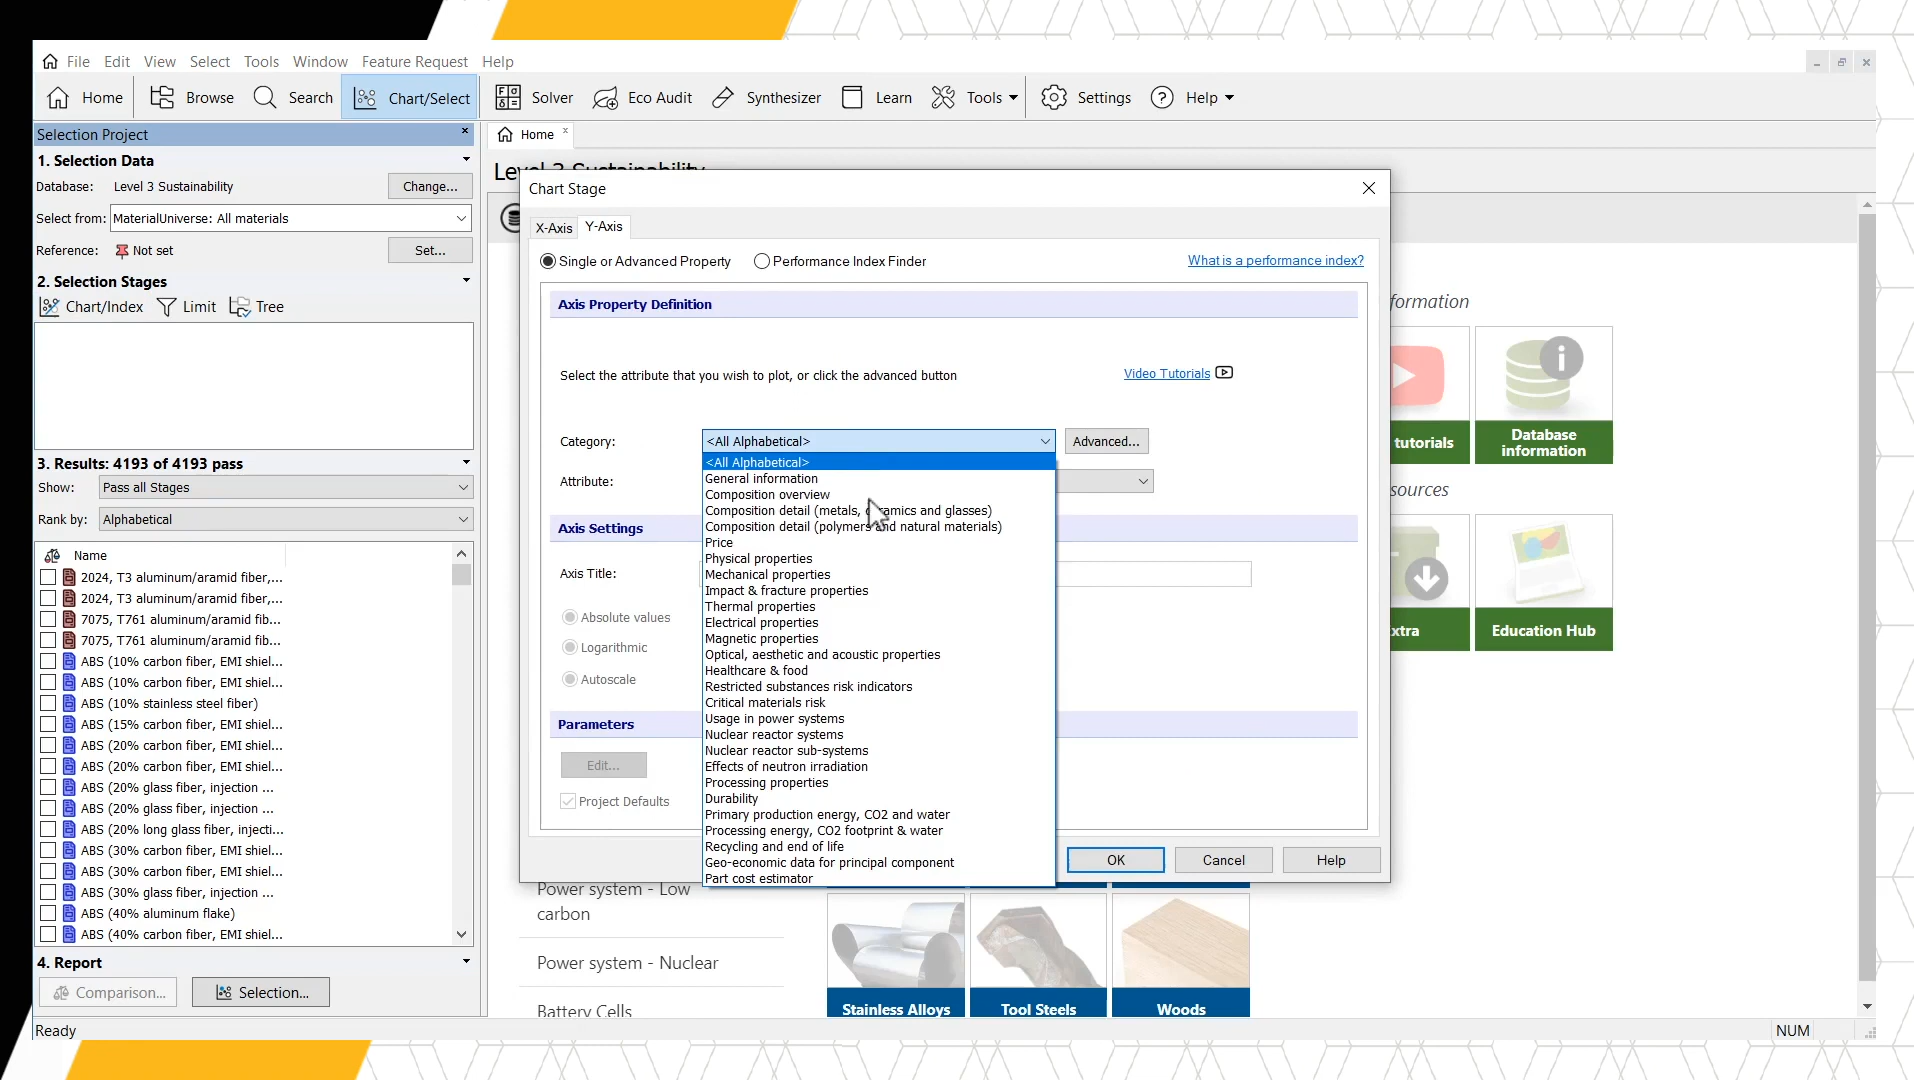 File Edit View Select Tools Window Feature Request Help
Home Browse Search Chart/Select Solver Eco Audit Synthesizer Learn Tools Settings Help
Selection Project
Home
1. Selection Data
Database: Level 3 Sustainability Change...
Select from: MaterialUniverse: All materials
Reference: Not set Set...
2. Selection Stages
Chart/Index Limit Tree
3. Results: 4193 of 4193 pass
Show: Pass all Stages
Rank by: Alphabetical
Name
2024, T3 aluminum/aramid fiber,...
2024, T3 aluminum/aramid fiber,...
7075, T761 aluminum/aramid fib...
7075, T761 aluminum/aramid fib...
ABS (10% carbon fiber, EMI shiel...
ABS (10% carbon fiber, EMI shiel...
ABS (10% stainless steel fiber)
ABS (15% carbon fiber, EMI shiel...
ABS (20% carbon fiber, EMI shiel...
ABS (20% carbon fiber, EMI shiel...
ABS (20% glass fiber, injection ...
ABS (20% glass fiber, injection ...
ABS (20% long glass fiber, injecti...
ABS (30% carbon fiber, EMI shiel...
ABS (30% carbon fiber, EMI shiel...
ABS (30% glass fiber, injection ...
ABS (40% aluminum flake)
ABS (40% carbon fiber, EMI shiel...
4. Report
Comparison... Selection...
Ready
NUM
Level 3 Sustainability
Chart Stage
X-Axis Y-Axis
Single or Advanced Property Performance Index Finder What is a performance index?
Axis Property Definition
Select the attribute that you wish to plot, or click the advanced button Video Tutorials
Category: <All Alphabetical> Advanced...
Attribute:
<All Alphabetical>
General information
Composition overview
Composition detail (metals, ceramics and glasses)
Composition detail (polymers and natural materials)
Price
Physical properties
Mechanical properties
Impact & fracture properties
Thermal properties
Electrical properties
Magnetic properties
Optical, aesthetic and acoustic properties
Healthcare & food
Restricted substances risk indicators
Critical materials risk
Usage in power systems
Nuclear reactor systems
Nuclear reactor sub-systems
Effects of neutron irradiation
Processing properties
Durability
Primary production energy, CO2 and water
Processing energy, CO2 footprint & water
Recycling and end of life
Geo-economic data for principal component
Part cost estimator
Axis Settings
Axis Title:
Absolute values
Logarithmic
Autoscale
Parameters
Edit...
Project Defaults
OK Cancel Help
formation
tutorials
Database
information
sources
xtra
Education Hub
Power system - Low
carbon
Power system - Nuclear
Battery Cells
Stainless Alloys
Tool Steels
Woods